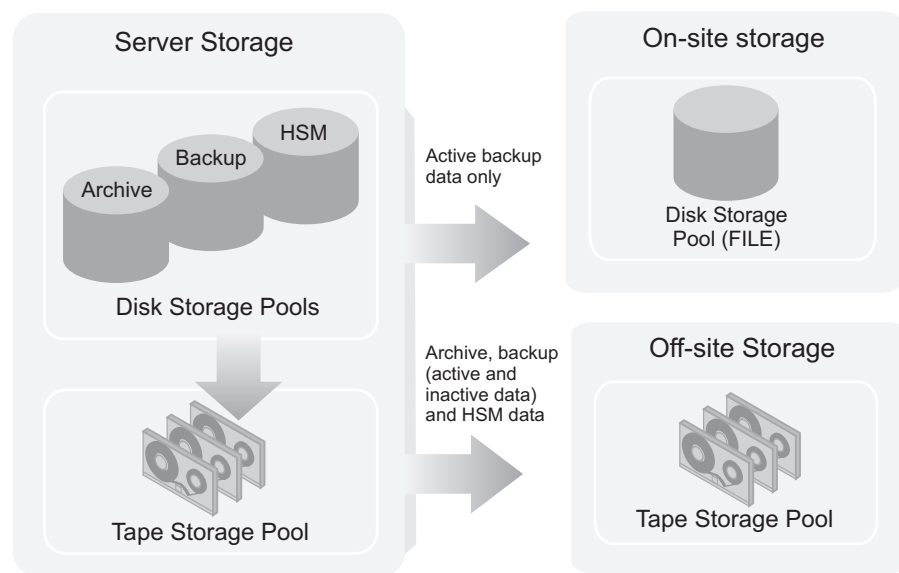 Server Storage
HSM
Backup
Archive
Disk Storage Pools
Tape Storage Pool
Active backup
data only
Archive, backup
(active and
inactive data)
and HSM data
On-site storage
Disk Storage
Pool (FILE)
Off-site Storage
Tape Storage Pool